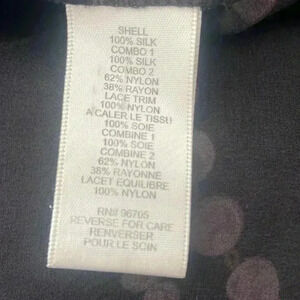 SHELL
100% SILK
COMBO 1
100% SILK
COMBO 2
62% NYLON
38% RAYON
LACE TRIM
100% NYLON
A CALER LE TISSU
100% SOIE
COMBINE 1
100% SOIE
COMBINE 2
62% NYLON
38% RAYONNE
LACET EQUILIBRE
100% NYLON
RN# 96705
REVERSE FOR CARE
RENVERSER
POUR LE SOIN